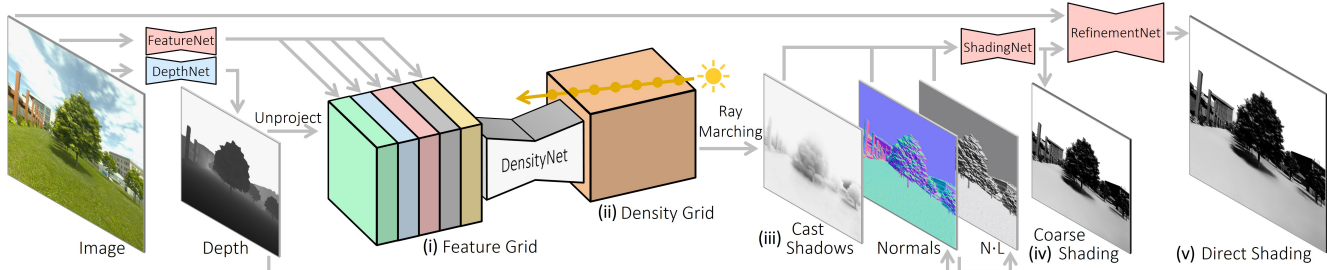 FeatureNet
DepthNet
Unproject
Image
Depth
(i) Feature Grid
DensityNet
(ii) Density Grid
Ray
Marching
(iii) Cast
Shadows
Normals
N·L
ShadingNet
Coarse
(iv) Shading
RefinementNet
(v) Direct Shading